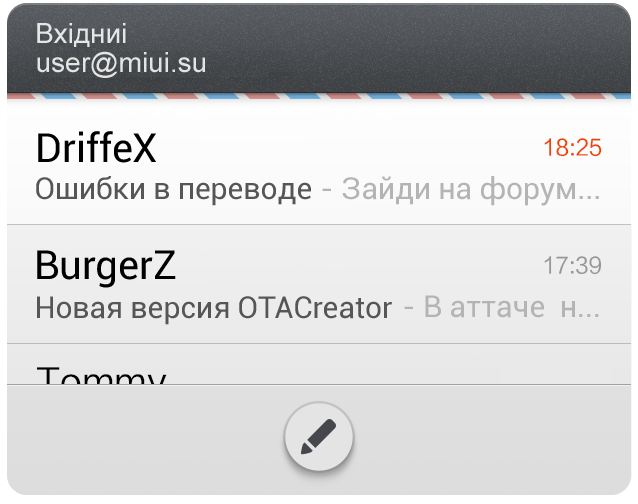 Вхідниі
user@miui.su
DriffeX 18:25
Ошибки в переводе - Зайди на форум...
BurgerZ 17:39
Новая версия OTACreator - В аттаче н...
Tommy